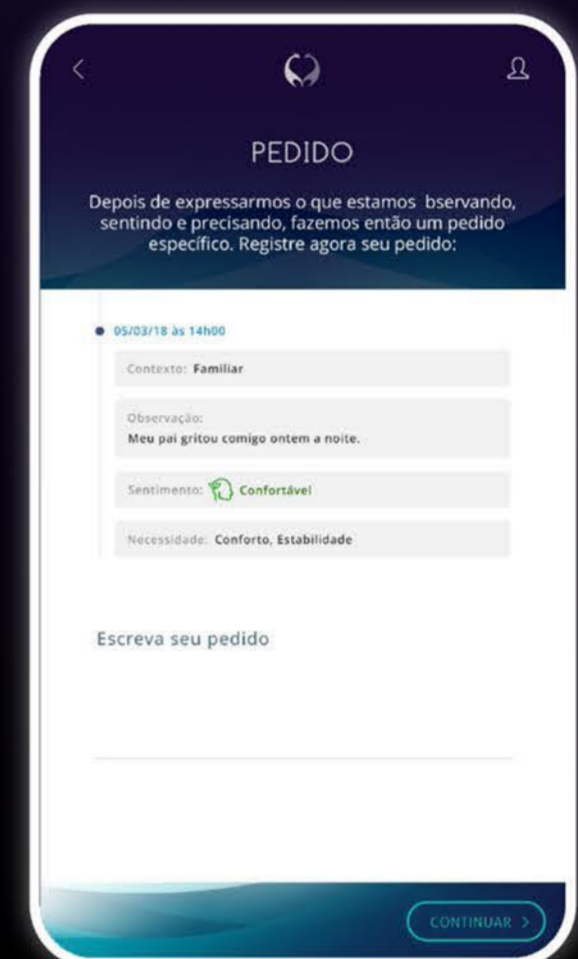 PEDIDO
Depois de expressarmos o que estamos bservando,
sentindo e precisando, fazemos então um pedido
específico. Registre agora seu pedido:
05/03/18 às 14h00
Contexto: Familiar
Observação:
Meu pai gritou comigo ontem a noite.
Sentimento: Confortável
Necessidade: Conforto, Estabilidade
Escreva seu pedido
CONTINUAR >